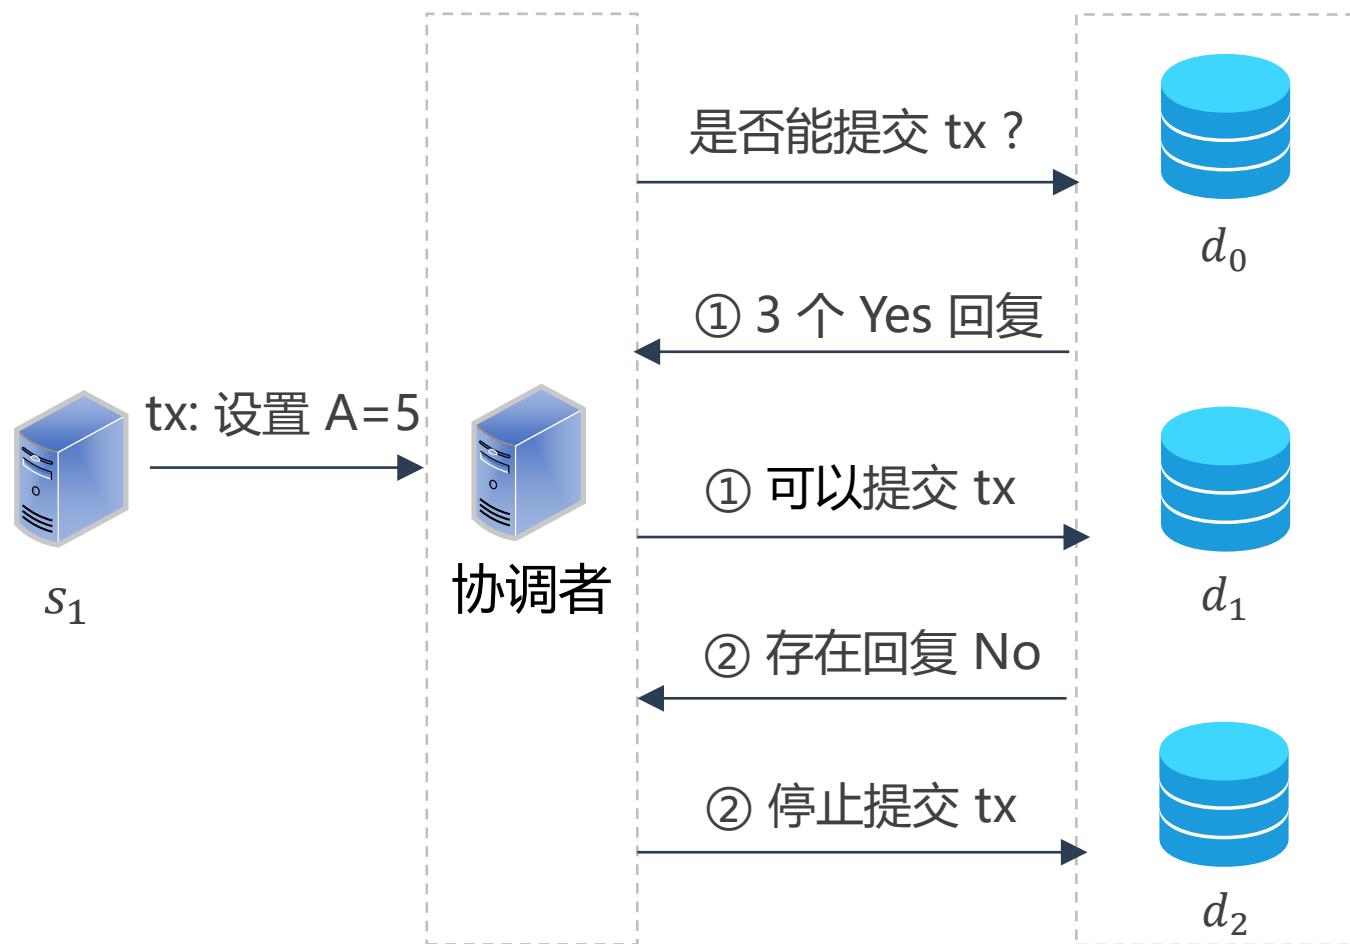 是否能提交 tx ?
d₀
① 3 个 Yes 回复
tx: 设置 A=5
① 可以提交 tx
协调者
s₁
d₁
② 存在回复 No
② 停止提交 tx
d₂